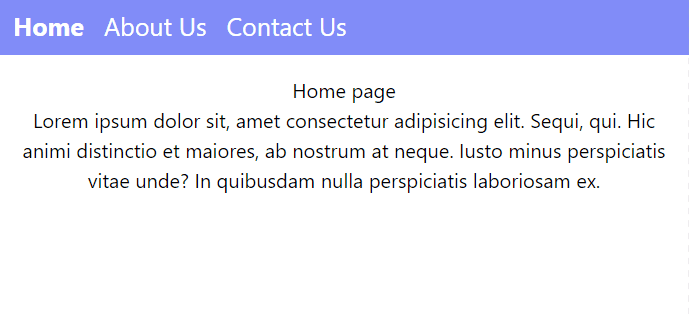 Home About Us Contact Us
Home page
Lorem ipsum dolor sit, amet consectetur adipisicing elit. Sequi, qui. Hic
animi distinctio et maiores, ab nostrum at neque. Iusto minus perspiciatis
vitae unde? In quibusdam nulla perspiciatis laboriosam ex.